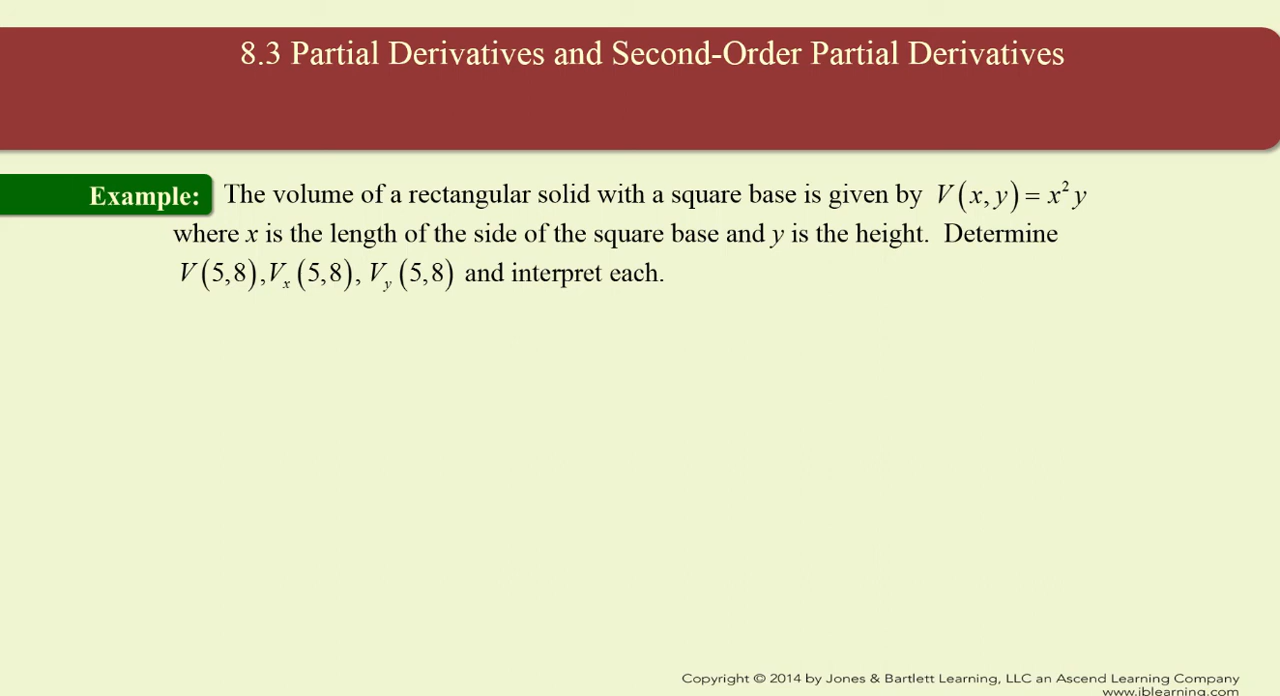 8.3 Partial Derivatives and Second-Order Partial Derivatives
Example: The volume of a rectangular solid with a square base is given by V(x, y) = x²y
where x is the length of the side of the square base and y is the height. Determine
V(5,8), Vₓ(5,8), V_y(5,8) and interpret each.
Copyright © 2014 by Jones & Bartlett Learning, LLC an Ascend Learning Company
www.jblearning.com